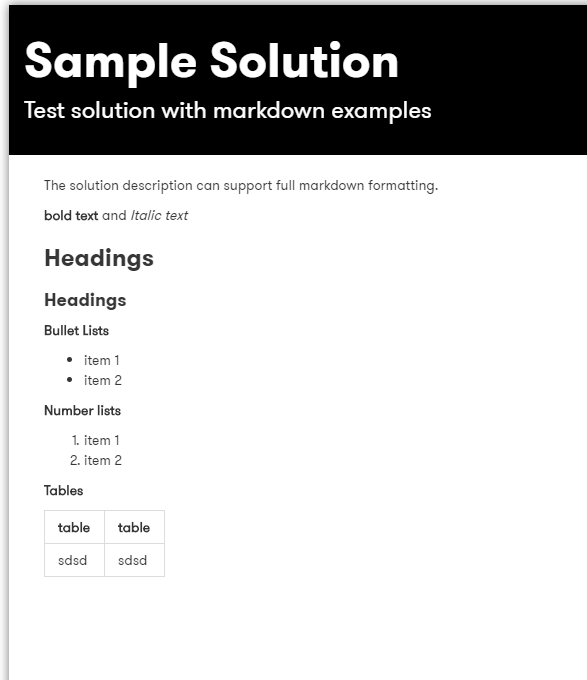 Sample Solution
Test solution with markdown examples
The solution description can support full markdown formatting.
bold text and Italic text
Headings
Headings
Bullet Lists
• item 1
• item 2
Number lists
1. item 1
2. item 2
Tables
table table
sdsd sdsd